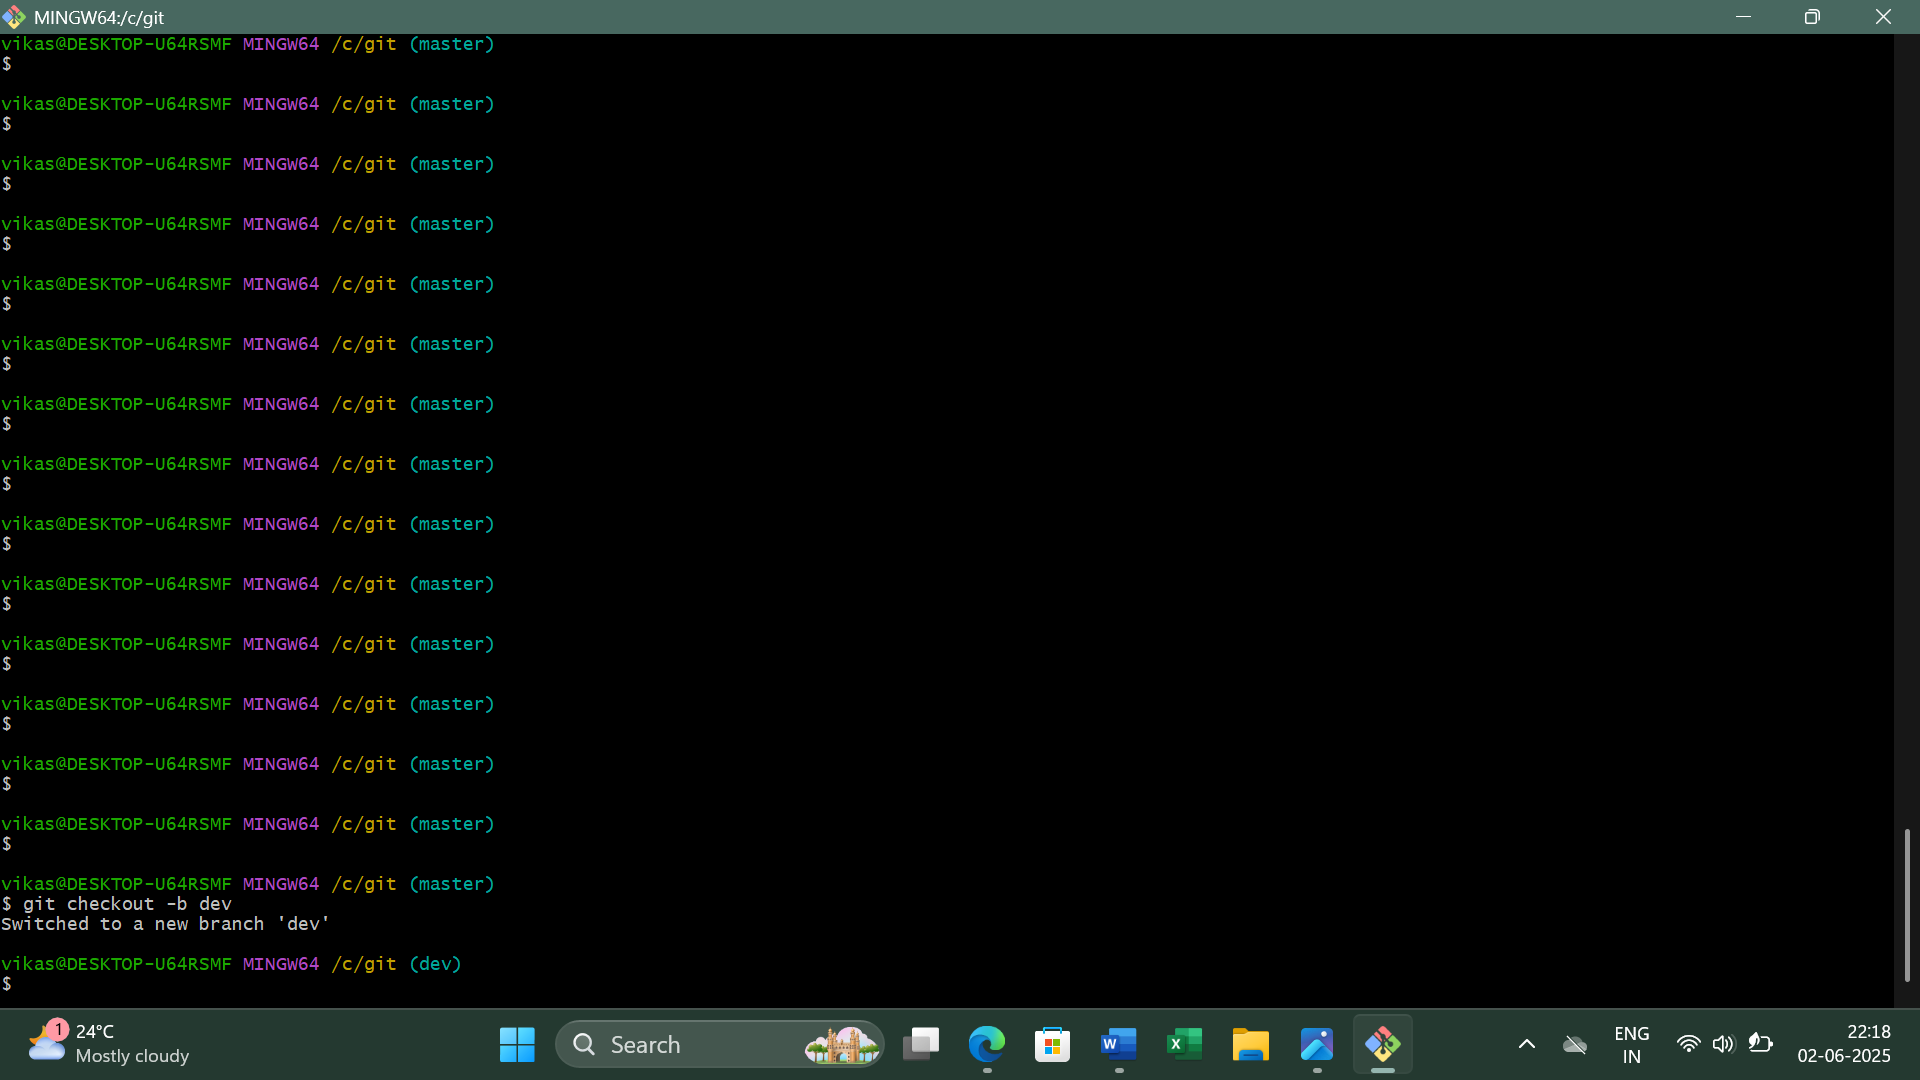 MINGW64:/c/git
vikas@DESKTOP-U64RSMF MINGW64 /c/git (master)
$
vikas@DESKTOP-U64RSMF MINGW64 /c/git (master)
$
vikas@DESKTOP-U64RSMF MINGW64 /c/git (master)
$
vikas@DESKTOP-U64RSMF MINGW64 /c/git (master)
$
vikas@DESKTOP-U64RSMF MINGW64 /c/git (master)
$
vikas@DESKTOP-U64RSMF MINGW64 /c/git (master)
$
vikas@DESKTOP-U64RSMF MINGW64 /c/git (master)
$
vikas@DESKTOP-U64RSMF MINGW64 /c/git (master)
$
vikas@DESKTOP-U64RSMF MINGW64 /c/git (master)
$
vikas@DESKTOP-U64RSMF MINGW64 /c/git (master)
$
vikas@DESKTOP-U64RSMF MINGW64 /c/git (master)
$
vikas@DESKTOP-U64RSMF MINGW64 /c/git (master)
$
vikas@DESKTOP-U64RSMF MINGW64 /c/git (master)
$
vikas@DESKTOP-U64RSMF MINGW64 /c/git (master)
$
vikas@DESKTOP-U64RSMF MINGW64 /c/git (master)
$ git checkout -b dev
Switched to a new branch 'dev'
vikas@DESKTOP-U64RSMF MINGW64 /c/git (dev)
$
1
24°C
Mostly cloudy
Search
W
X
ENG
IN
22:18
02-06-2025